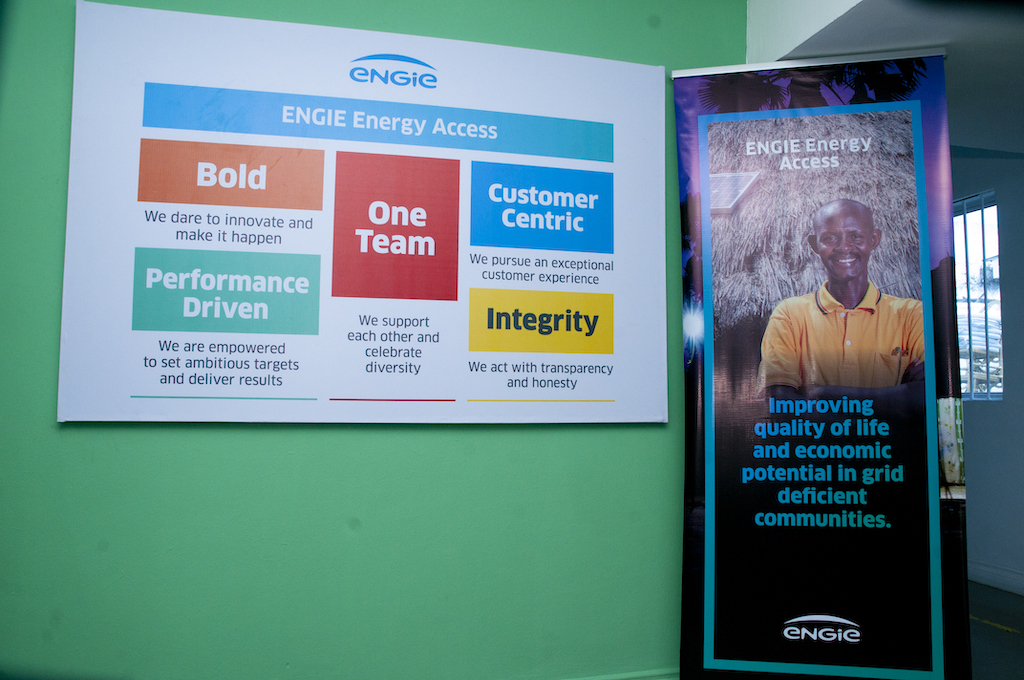 ENGIE
ENGIE Energy Access
Bold
We dare to innovate and
make it happen
Performance
Driven
We are empowered
to set ambitious targets
and deliver results
One
Team
We support
each other and
celebrate
diversity
Customer
Centric
We pursue an exceptional
customer experience
Integrity
We act with transparency
and honesty
ENGIE Energy
Access
Improving
quality of life
and economic
potential in grid
deficient
communities.
ENGIE